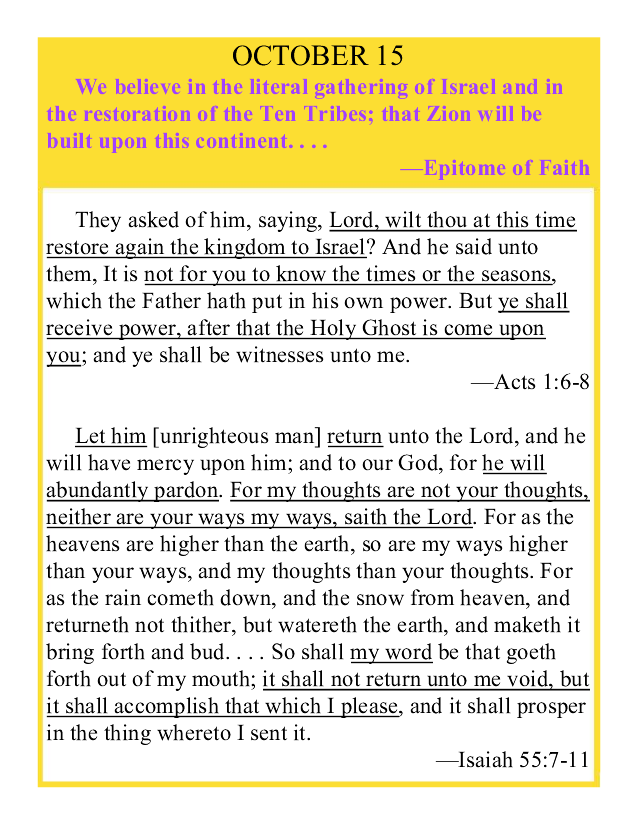 OCTOBER 15
We believe in the literal gathering of Israel and in
the restoration of the Ten Tribes; that Zion will be
built upon this continent. . . .
—Epitome of Faith
They asked of him, saying, Lord, wilt thou at this time
restore again the kingdom to Israel? And he said unto
them, It is not for you to know the times or the seasons,
which the Father hath put in his own power. But ye shall
receive power, after that the Holy Ghost is come upon
you; and ye shall be witnesses unto me.
—Acts 1:6-8
Let him [unrighteous man] return unto the Lord, and he
will have mercy upon him; and to our God, for he will
abundantly pardon. For my thoughts are not your thoughts,
neither are your ways my ways, saith the Lord. For as the
heavens are higher than the earth, so are my ways higher
than your ways, and my thoughts than your thoughts. For
as the rain cometh down, and the snow from heaven, and
returneth not thither, but watereth the earth, and maketh it
bring forth and bud. . . . So shall my word be that goeth
forth out of my mouth; it shall not return unto me void, but
it shall accomplish that which I please, and it shall prosper
in the thing whereto I sent it.
—Isaiah 55:7-11